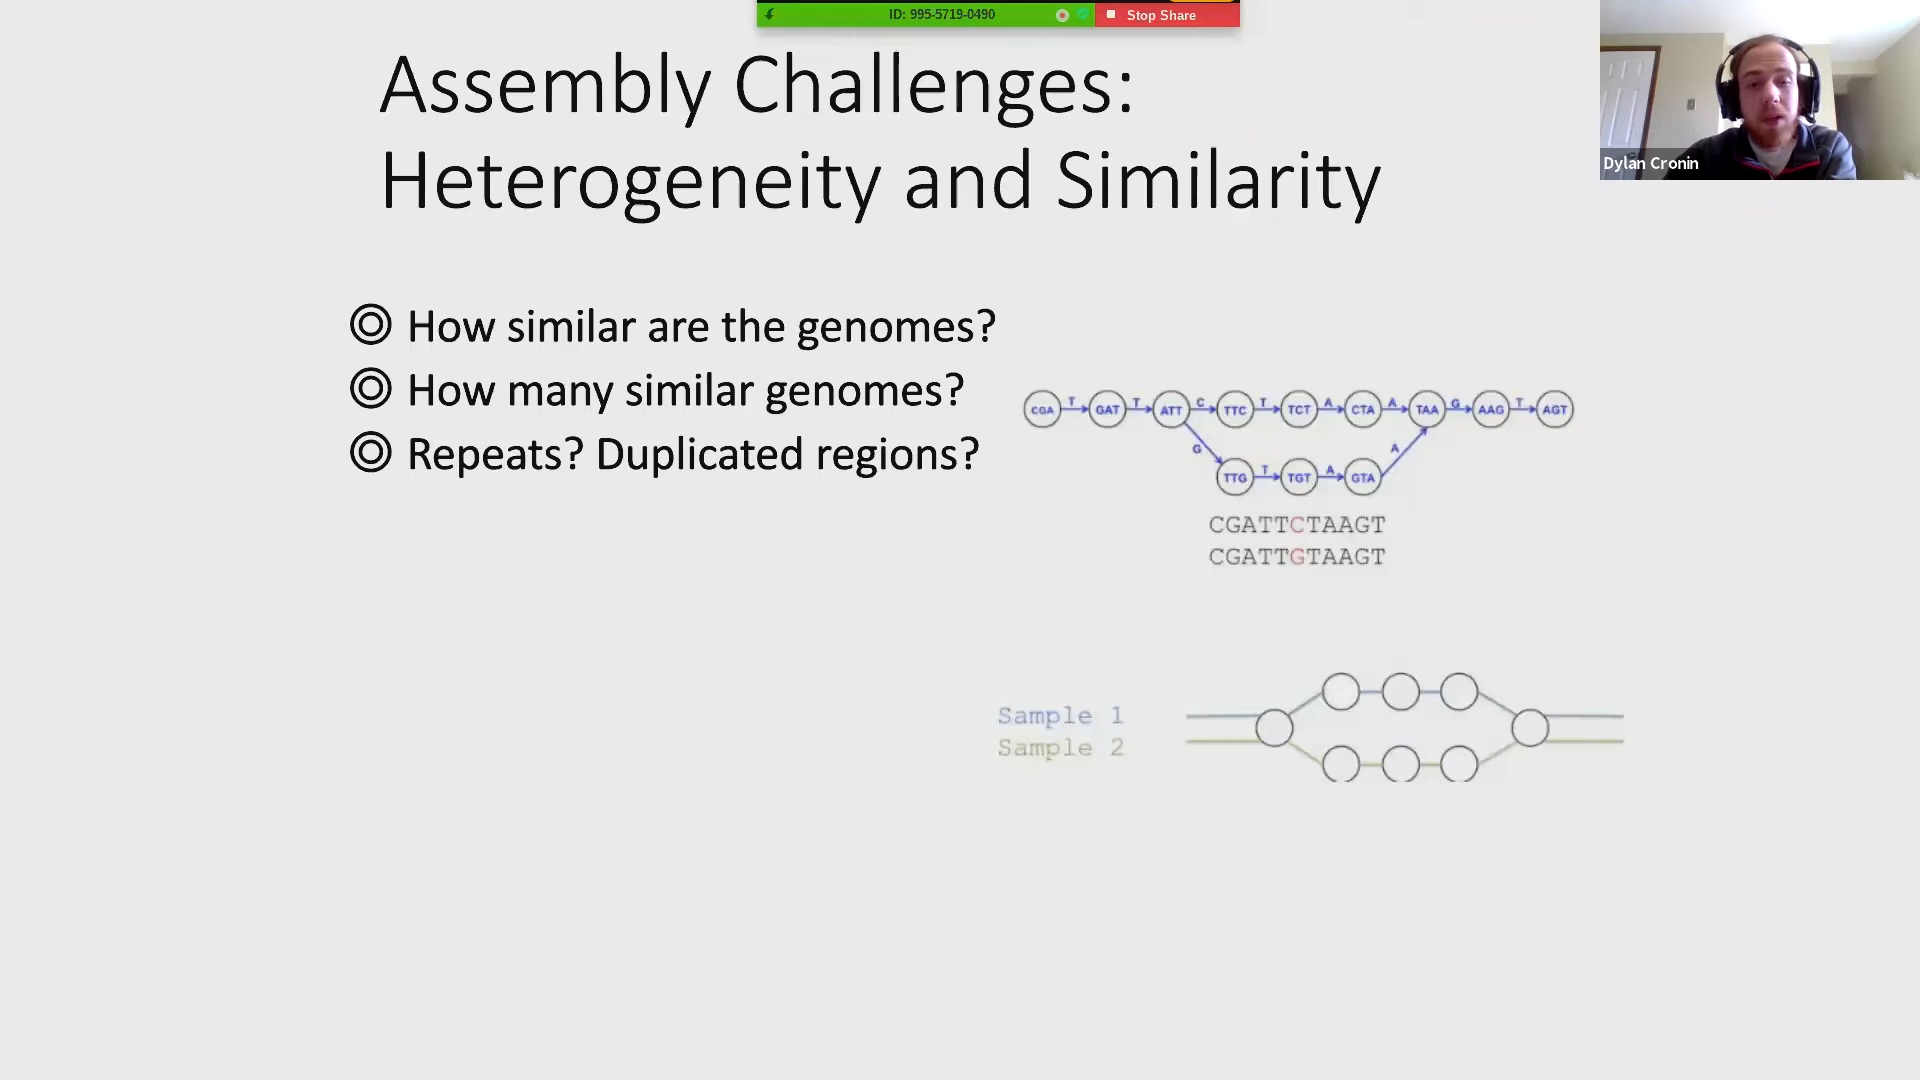 ID: 995-5719-0490
Stop Share
Assembly Challenges:
Heterogeneity and Similarity
Dylan Cronin
How similar are the genomes?
How many similar genomes?
Repeats? Duplicated regions?
T T C T A A G T
CGA GAT ATT TTC TCT CTA TAA AAG AGT
G T A A
TTG TGT GTA
CGATTCTAAGT
CGATTGTAAGT
Sample 1
Sample 2